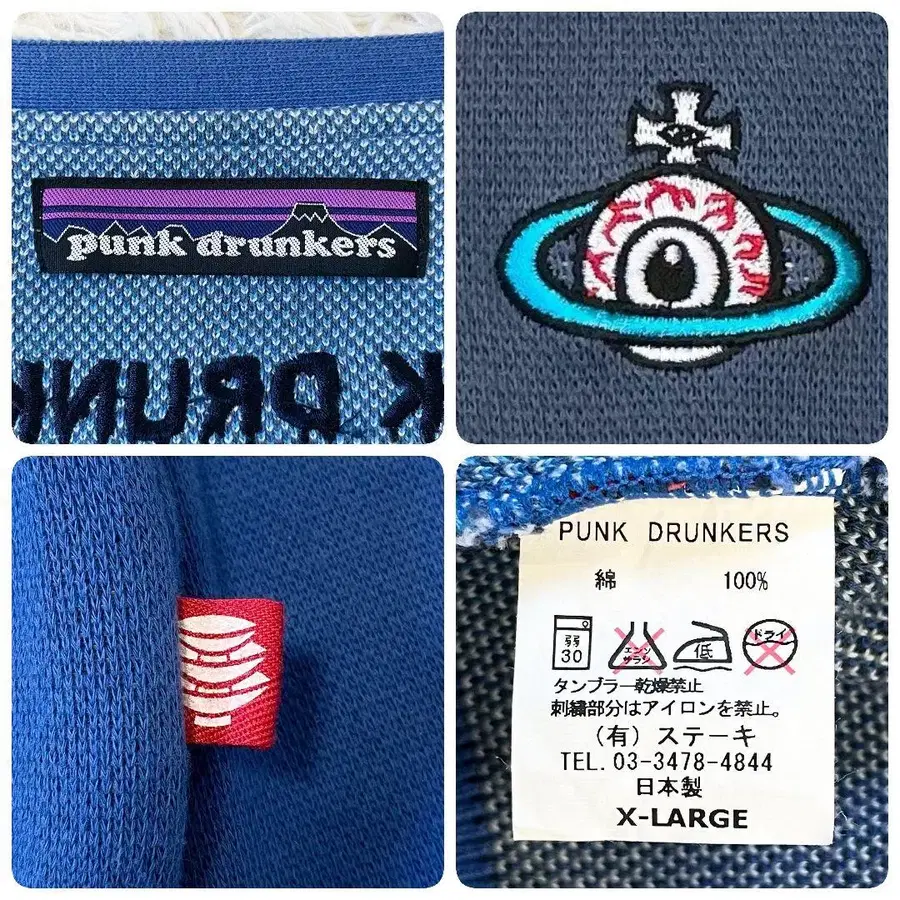 punk drunkers
K DRUNK
PUNK DRUNKERS
綿 100%
弱 30 エンソサラシ 低 ドライ
タンブラー乾燥禁止
刺繍部分はアイロンを禁止。
(有)ステーキ
TEL. 03-3478-4844
日本製
X-LARGE